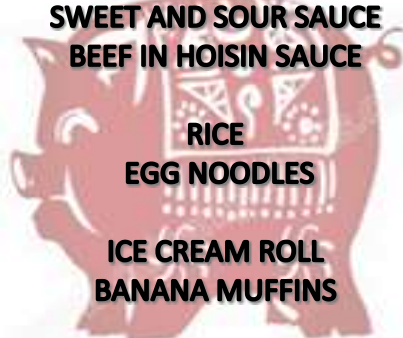 SWEET AND SOUR SAUCE
BEEF IN HOISIN SAUCE
RICE
EGG NOODLES
ICE CREAM ROLL
BANANA MUFFINS